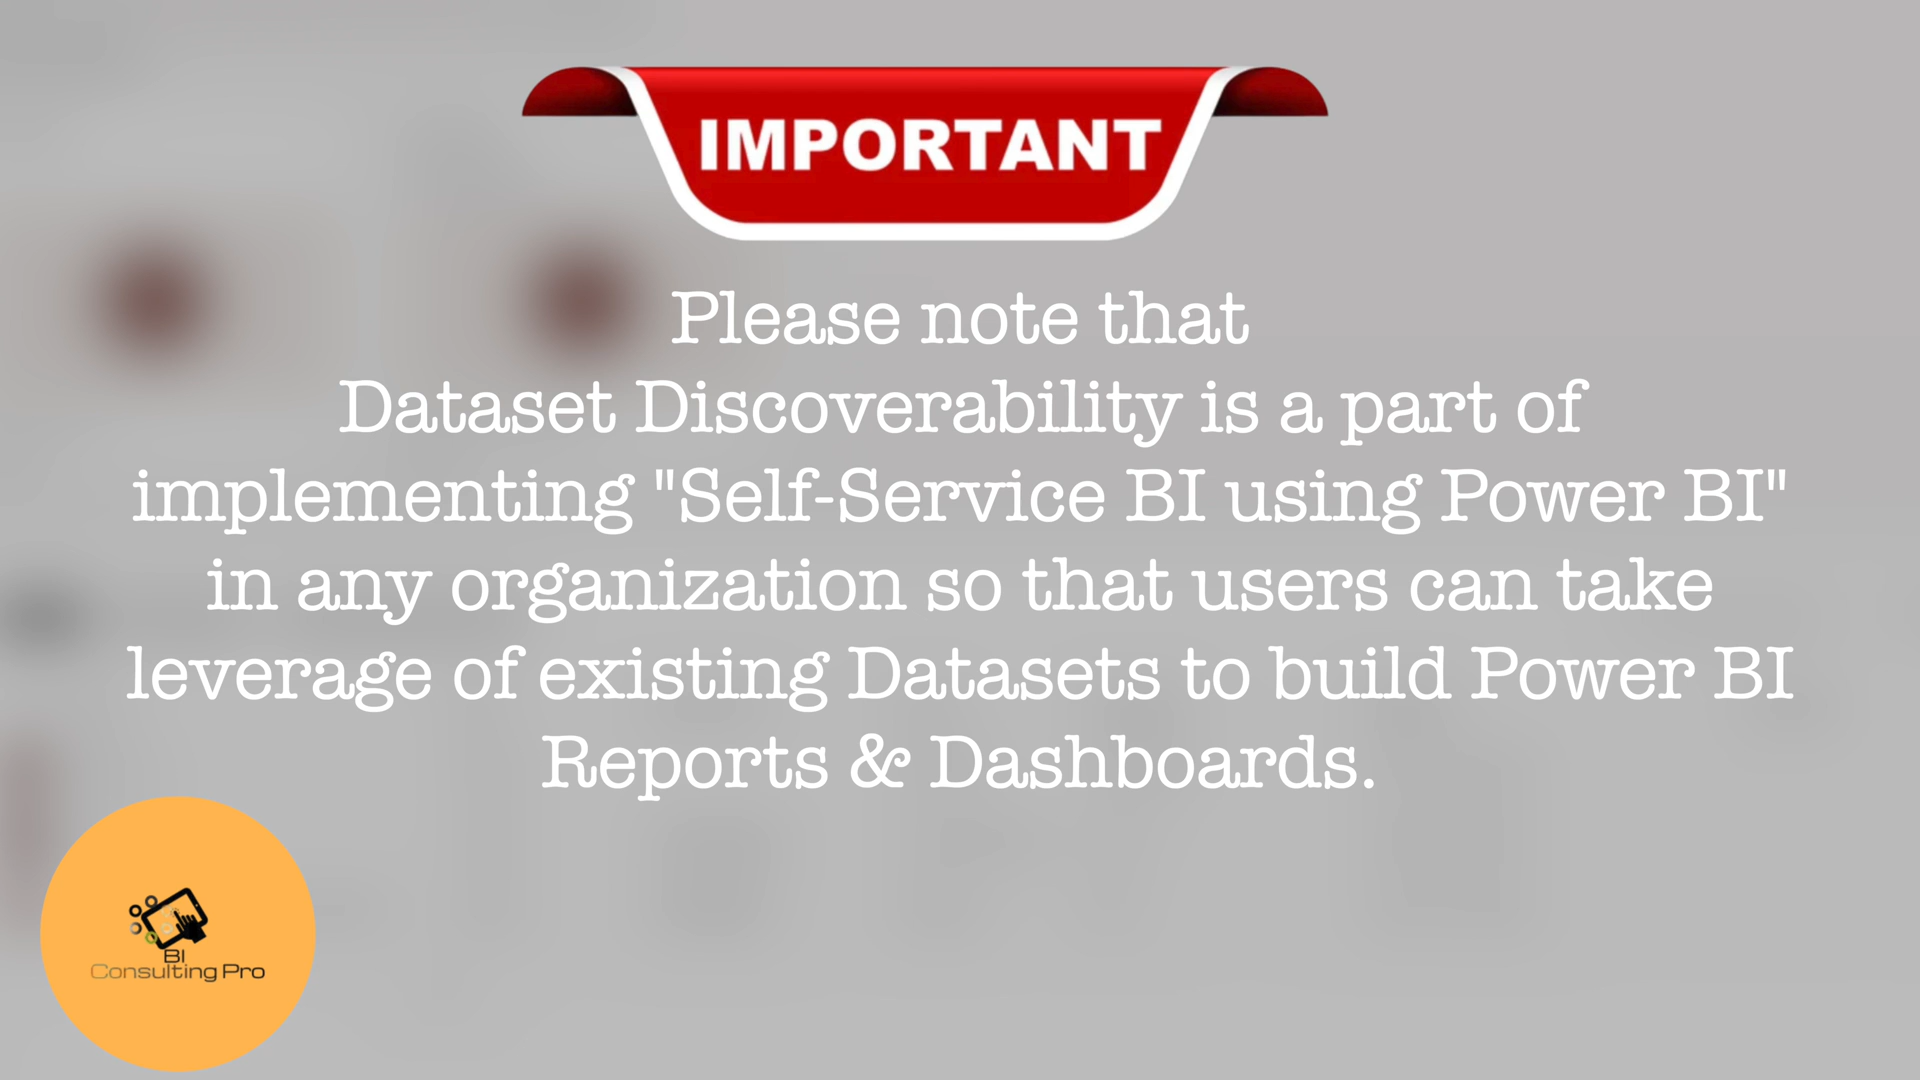 IMPORTANT
Please note that
Dataset Discoverability is a part of
implementing "Self-Service BI using Power BI"
in any organization so that users can take
leverage of existing Datasets to build Power BI
Reports & Dashboards.
BI
Consulting Pro